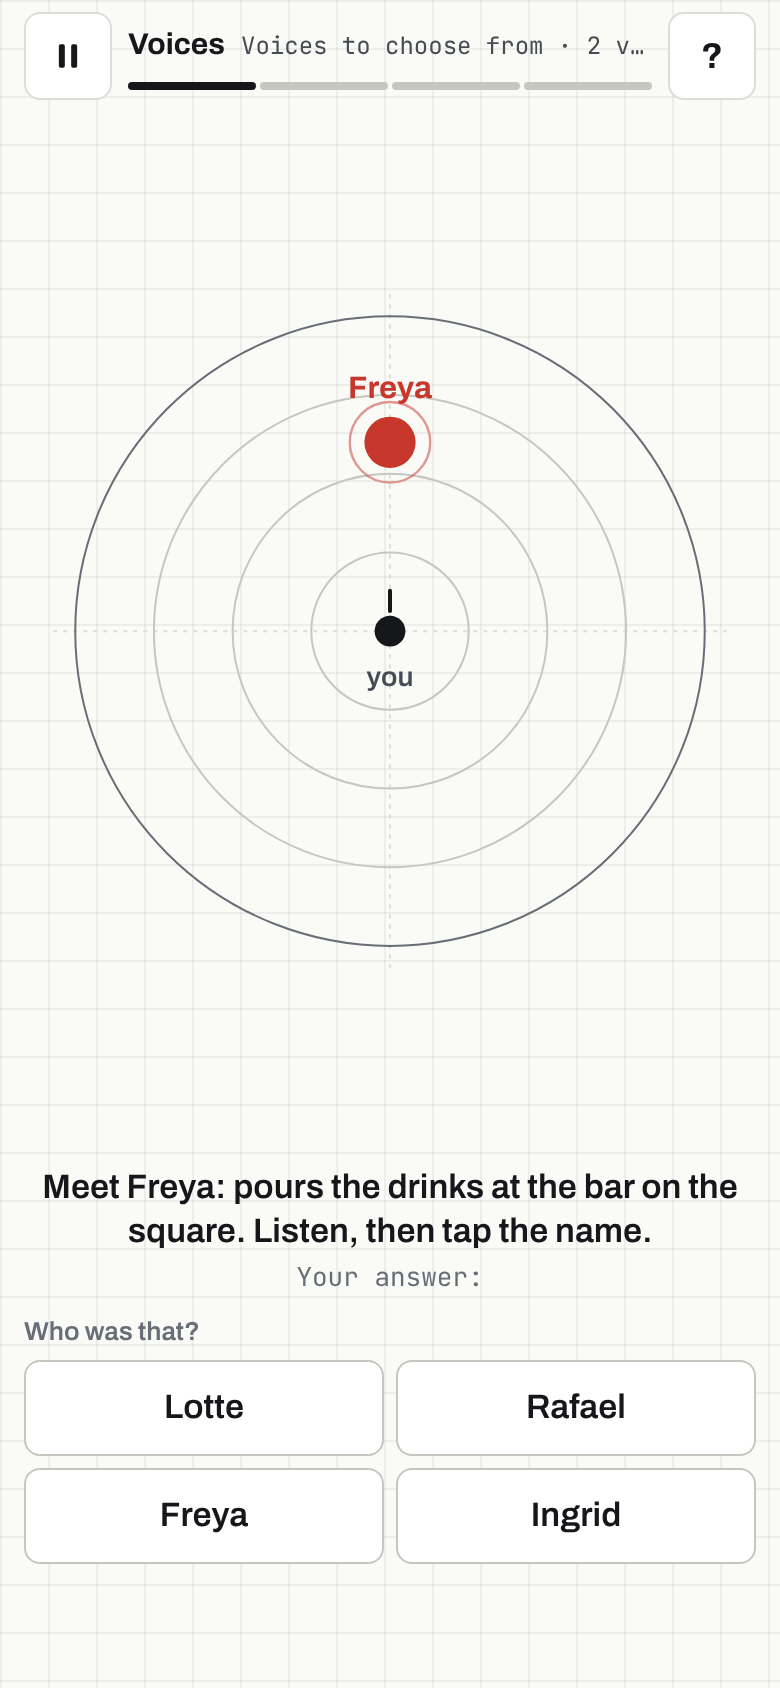 Voices Voices to choose from · 2 v…
?
Freya
you
Meet Freya: pours the drinks at the bar on the
square. Listen, then tap the name.
Your answer:
Who was that?
Lotte Rafael
Freya Ingrid